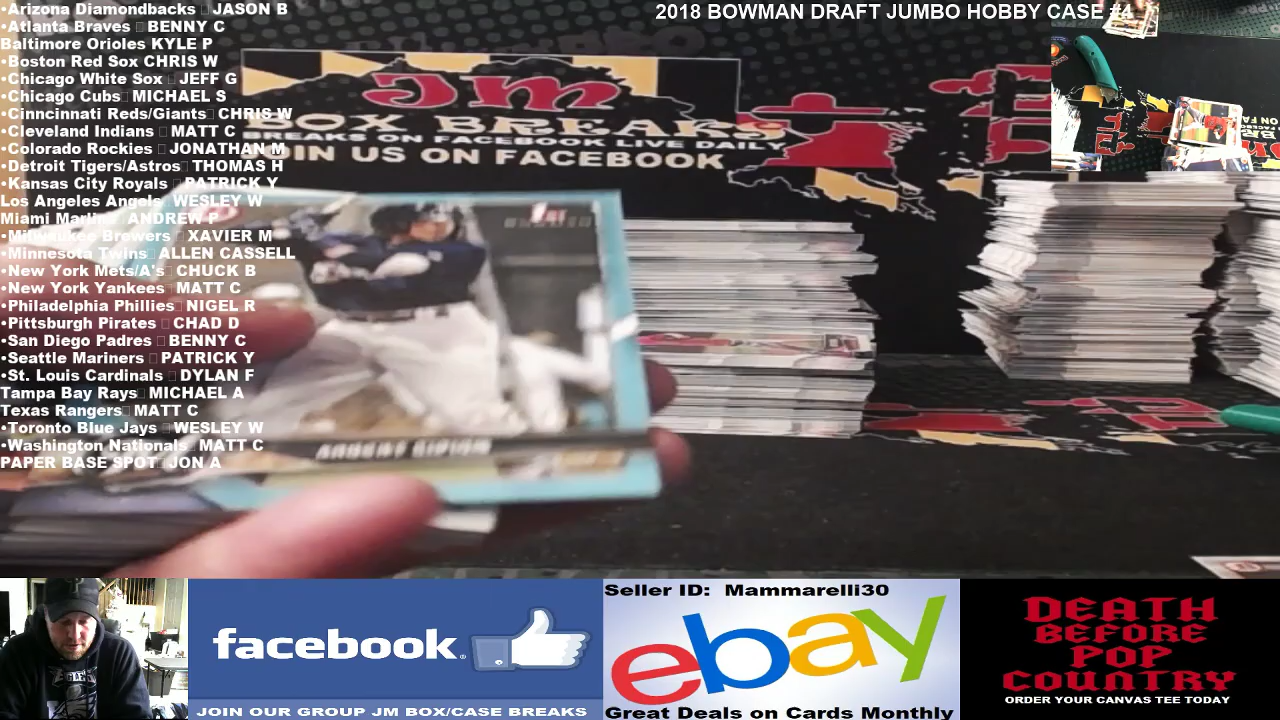 •Arizona Diamondbacks JASON B
•Atlanta Braves BENNY C
Baltimore Orioles KYLE P
•Boston Red Sox CHRIS W
•Chicago White Sox JEFF G
•Chicago Cubs MICHAEL S
•Cinncinnati Reds/Giants CHRIS W
•Cleveland Indians MATT C
•Colorado Rockies JONATHAN M
•Detroit Tigers/Astros THOMAS H
•Kansas City Royals PATRICK Y
Los Angeles Angels WESLEY W
Miami Marlins ANDREW P
•Milwaukee Brewers XAVIER M
•Minnesota Twins ALLEN CASSELL
•New York Mets/A's CHUCK B
•New York Yankees MATT C
•Philadelphia Phillies NIGEL R
•Pittsburgh Pirates CHAD D
•San Diego Padres BENNY C
•Seattle Mariners PATRICK Y
•St. Louis Cardinals DYLAN F
Tampa Bay Rays MICHAEL A
Texas Rangers MATT C
•Toronto Blue Jays WESLEY W
•Washington Nationals MATT C
PAPER BASE SPOT JON A
2018 BOWMAN DRAFT JUMBO HOBBY CASE #4
JM
BOX BREAKS
BREAKS ON FACEBOOK LIVE DAILY
JOIN US ON FACEBOOK
1st
facebook.
JOIN OUR GROUP JM BOX/CASE BREAKS
Seller ID: Mammarelli30
ebay
Great Deals on Cards Monthly
DEATH
BEFORE
POP
COUNTRY
ORDER YOUR CANVAS TEE TODAY